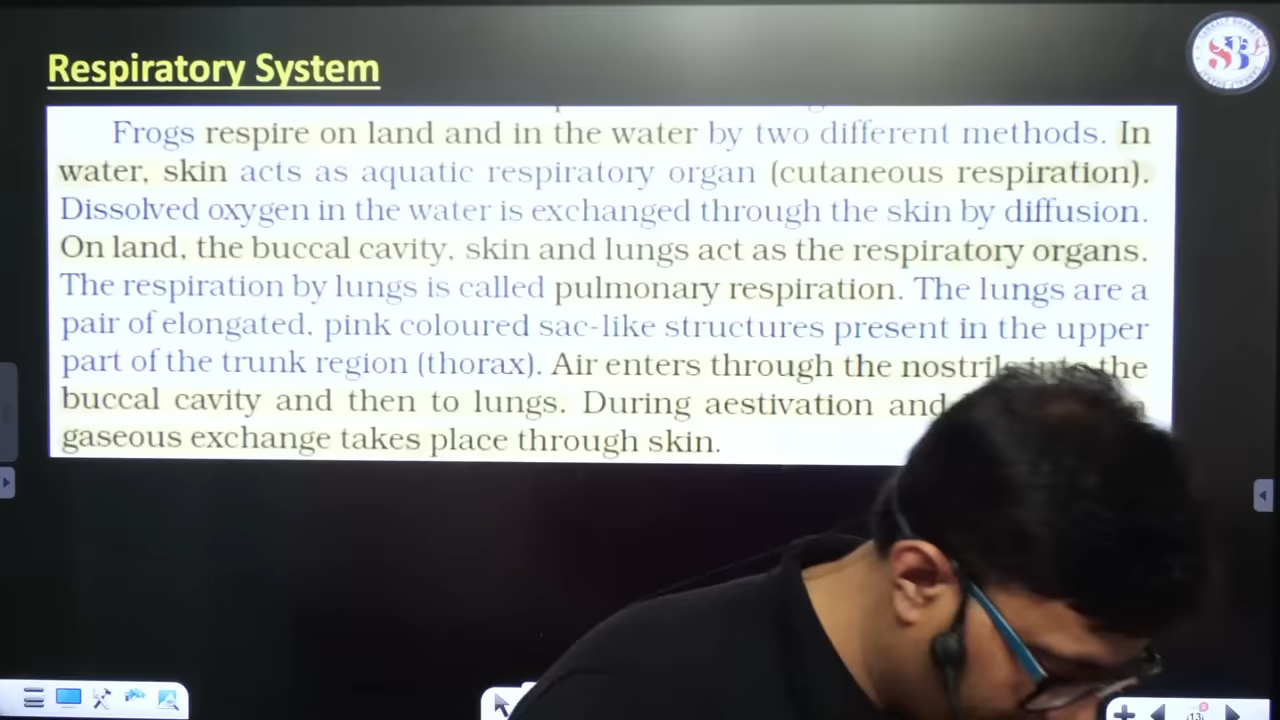 Respiratory System
Frogs respire on land and in the water by two different methods. In
water, skin acts as aquatic respiratory organ (cutaneous respiration).
Dissolved oxygen in the water is exchanged through the skin by diffusion.
On land, the buccal cavity, skin and lungs act as the respiratory organs.
The respiration by lungs is called pulmonary respiration. The lungs are a
pair of elongated, pink coloured sac-like structures present in the upper
part of the trunk region (thorax). Air enters through the nostrils into the
buccal cavity and then to lungs. During aestivation and
gaseous exchange takes place through skin.
SB
13